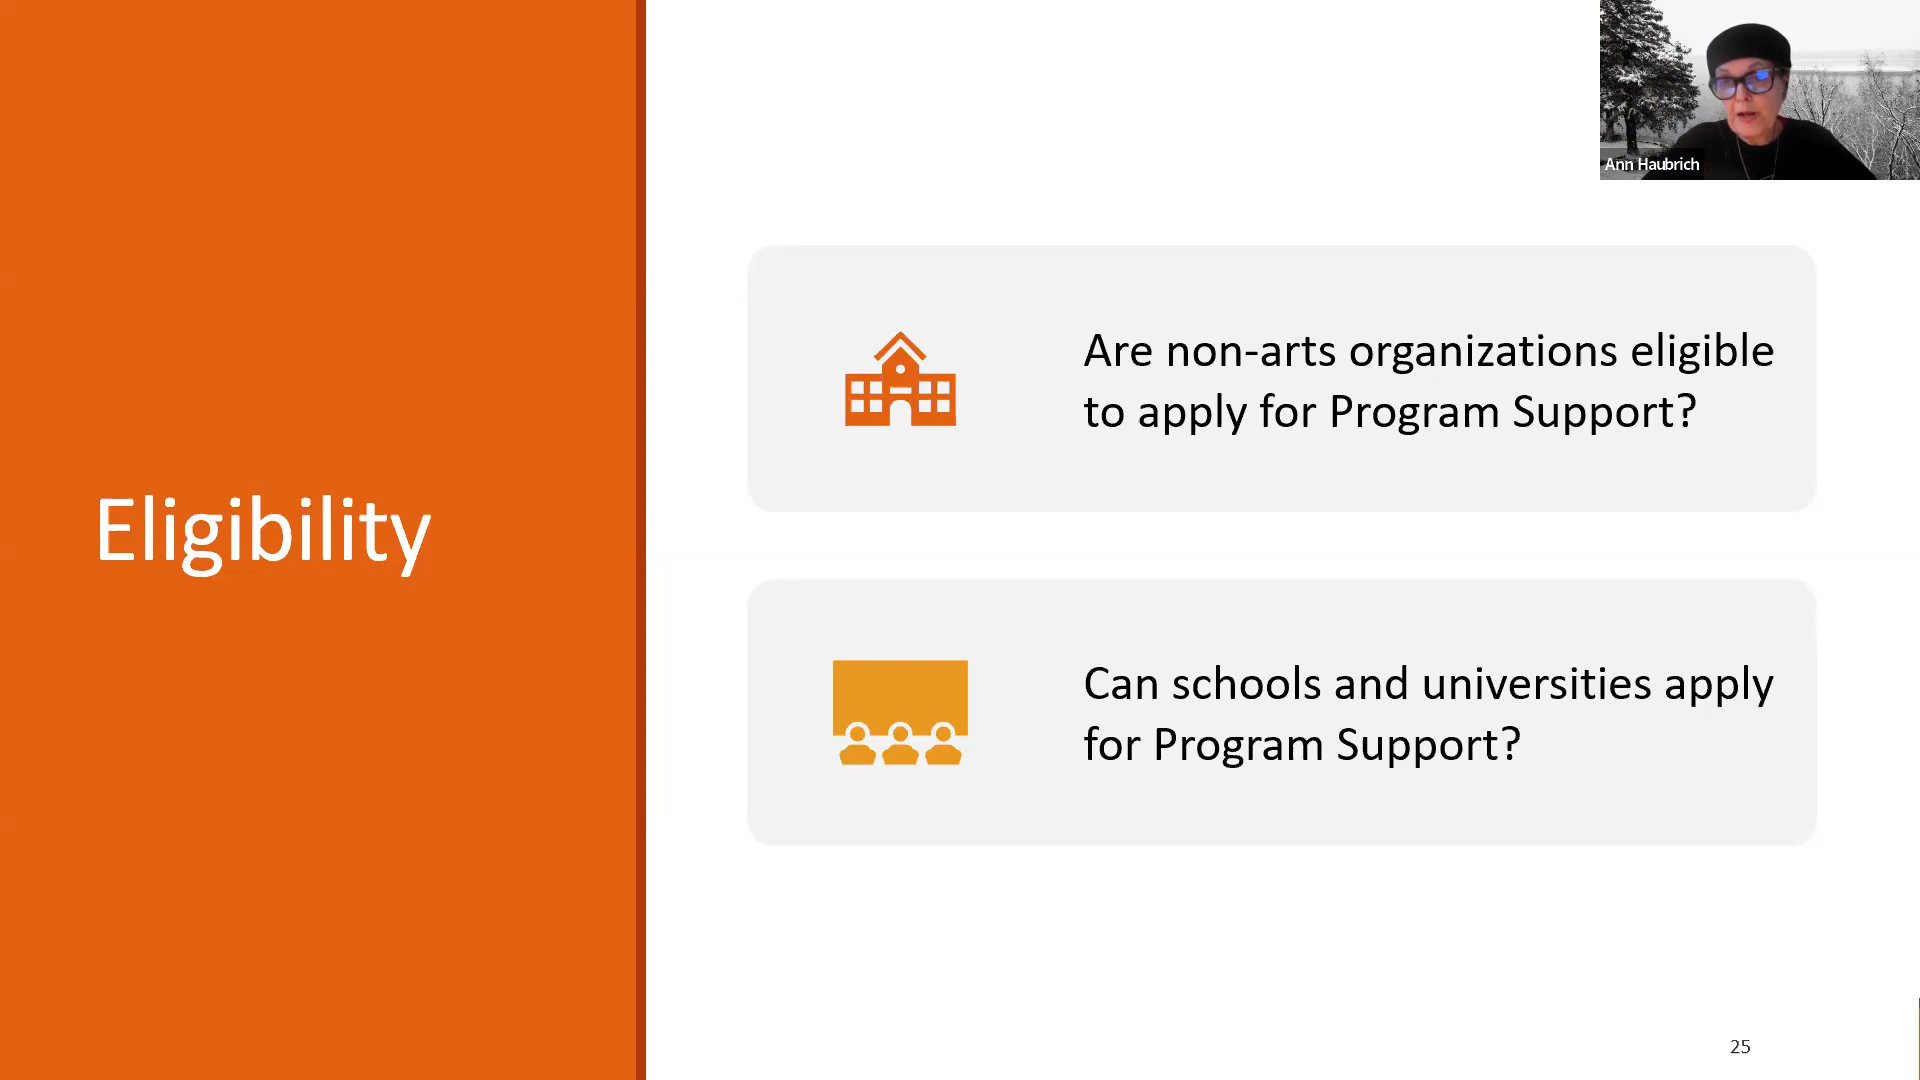 Ann Haubrich
Eligibility
Are non-arts organizations eligible
to apply for Program Support?
Can schools and universities apply
for Program Support?
25